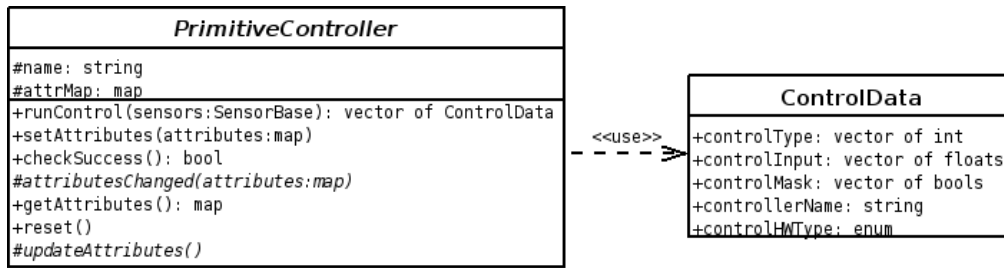 PrimitiveController
#name: string
#attrMap: map
+runControl(sensors:SensorBase): vector of ControlData
+setAttributes(attributes:map)
+checkSuccess(): bool
#attributesChanged(attributes:map)
+getAttributes(): map
+reset()
#updateAttributes()
<<use>>
ControlData
+controlType: vector of int
+controlInput: vector of floats
+controlMask: vector of bools
+controllerName: string
+controlHWType: enum